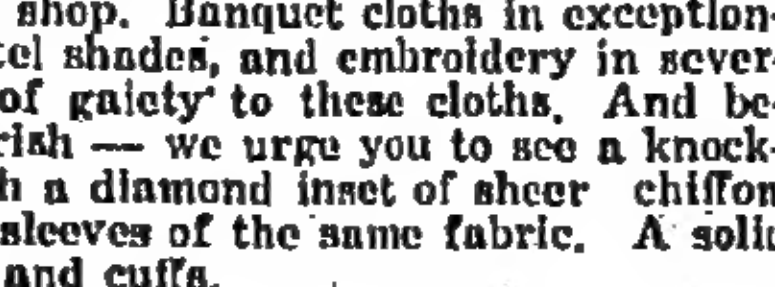 shop. Banquet cloths in exception-
tel shades, and embroidery in sever-
of gaiety to these cloths. And be-
rish — we urge you to see a knock-
h a diamond inset of sheer chiffon
sleeves of the same fabric. A solid
and cuffs.